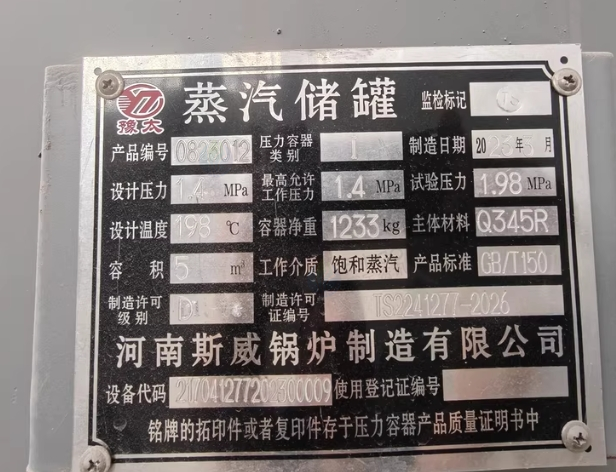 豫太
蒸汽储罐 监检标记 TS
产品编号 0823012 压力容器类别 I 制造日期 2023年 月
设计压力 1.4 MPa 最高允许工作压力 1.4 MPa 试验压力 1.98 MPa
设计温度 198 ℃ 容器净重 1233 kg 主体材料 Q345R
容积 5 m³ 工作介质 饱和蒸汽 产品标准 GB/T150
制造许可级别 制造许可证编号 TS2241277-2026
河南斯威锅炉制造有限公司
设备代码 使用登记证编号
铭牌的拓印件或者复印件存于压力容器产品质量证明书中